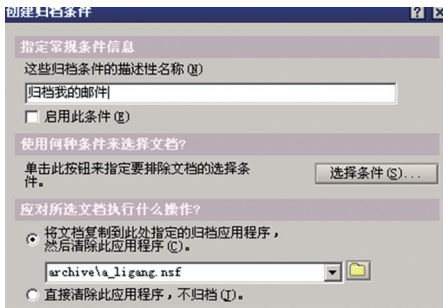 创建归档条件
指定常规条件信息
这些归档条件的描述性名称(N)
归档我的邮件
启用此条件(E)
使用何种条件来选择文档?
单击此按钮来指定要排除文档的选择条
件。
选择条件(S)...
应对所选文档执行什么操作?
将文档复制到此处指定的归档应用程序,
然后清除此应用程序(C)。
archive\a_ligang.nsf
直接清除此应用程序,不归档(T)。